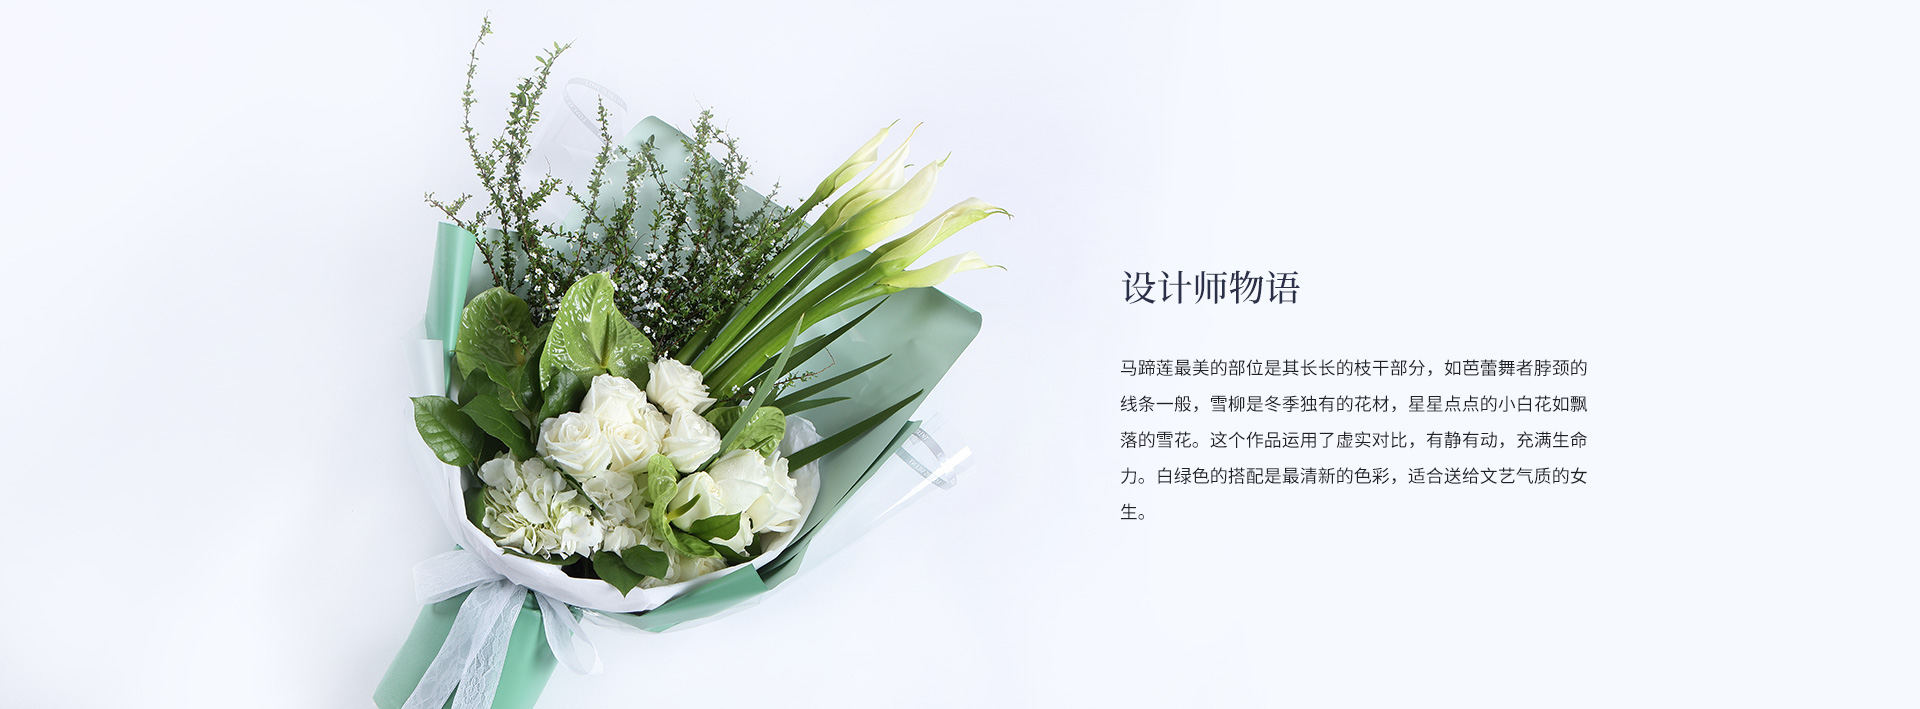 设计师物语
马蹄莲最美的部位是其长长的枝干部分，如芭蕾舞者脖颈的
线条一般，雪柳是冬季独有的花材，星星点点的小白花如飘
落的雪花。这个作品运用了虚实对比，有静有动，充满生命
力。白绿色的搭配是最清新的色彩，适合送给文艺气质的女
生。